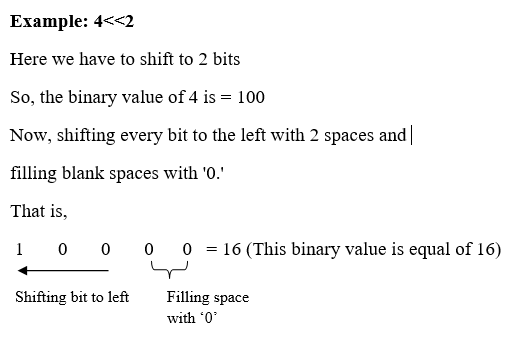 Example: 4<<2
Here we have to shift to 2 bits
So, the binary value of 4 is = 100
Now, shifting every bit to the left with 2 spaces and
filling blank spaces with '0.'
That is,
1 0 0 0 0 = 16 (This binary value is equal of 16)
Shifting bit to left Filling space
with ‘0’